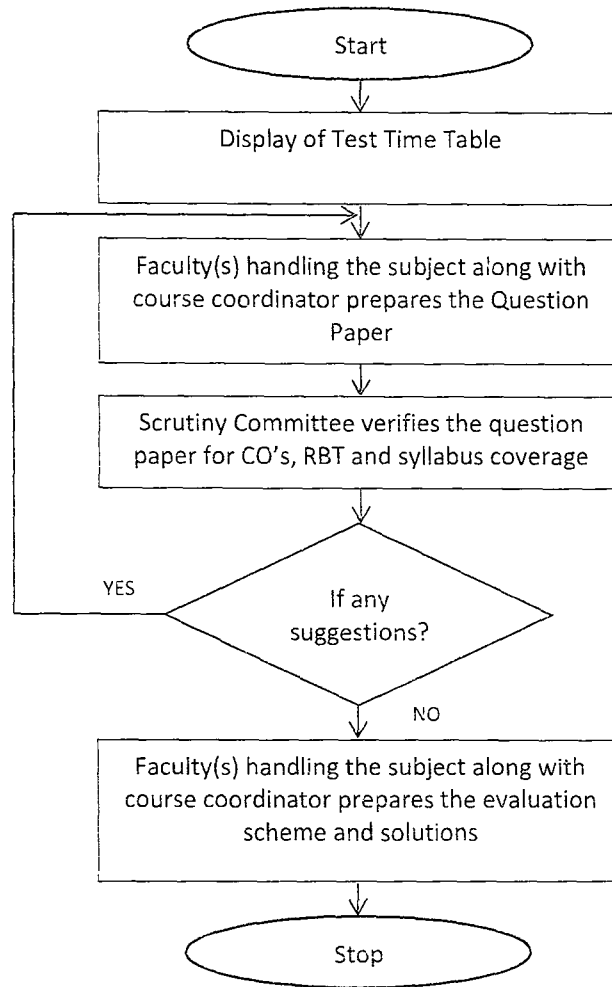 Start
Display of Test Time Table
Faculty(s) handling the subject along with
course coordinator prepares the Question
Paper
Scrutiny Committee verifies the question
paper for CO's, RBT and syllabus coverage
If any
suggestions?
YES
NO
Faculty(s) handling the subject along with
course coordinator prepares the evaluation
scheme and solutions
Stop